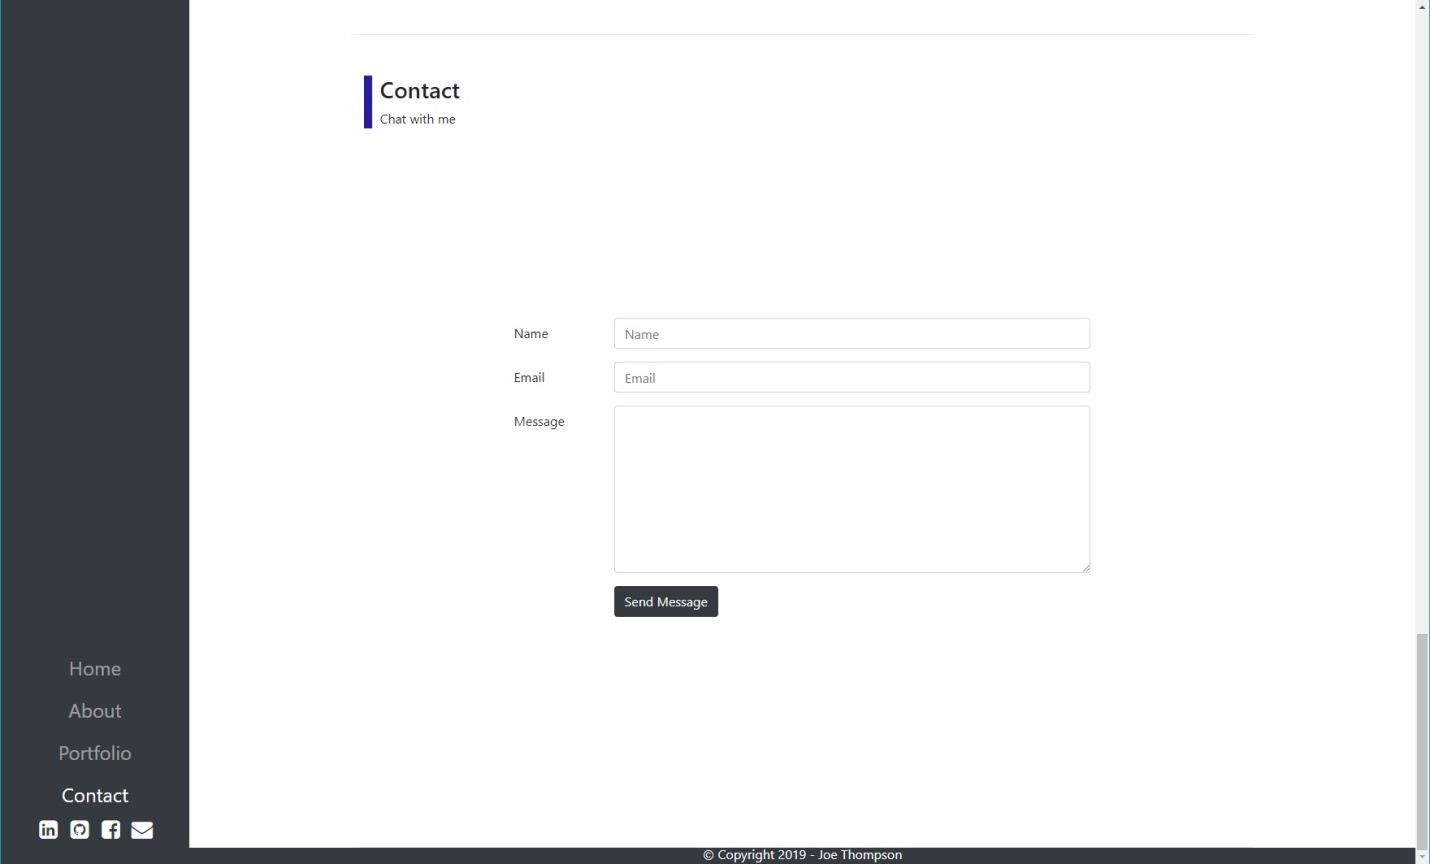 Contact
Chat with me
Name
Name
Email
Email
Message
Send Message
Home
About
Portfolio
Contact
© Copyright 2019 - Joe Thompson